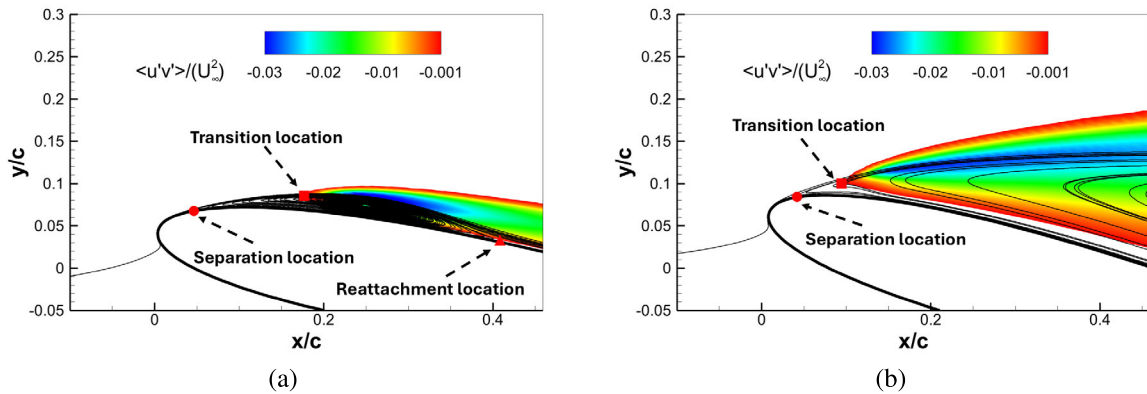 0.3
0.25
0.2
0.15
0.1
0.05
0
-0.05
y/c
<u'v'>/(U²∞)
-0.03 -0.02 -0.01 -0.001
Transition location
Separation location
Reattachment location
0 0.2 0.4
x/c
(a)
0.3
0.25
0.2
0.15
0.1
0.05
0
-0.05
y/c
<u'v'>/(U²∞)
-0.03 -0.02 -0.01 -0.001
Transition location
Separation location
0 0.2 0.4
x/c
(b)